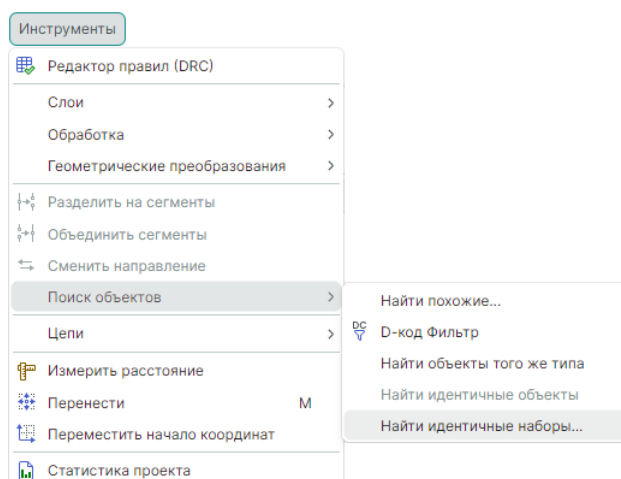 Инструменты
Редактор правил (DRC)
Слои
Обработка
Геометрические преобразования
Разделить на сегменты
Объединить сегменты
Сменить направление
Поиск объектов
Найти похожие...
DC
D-код Фильтр
Цепи
Найти объекты того же типа
Измерить расстояние
Найти идентичные объекты
Перенести M
Найти идентичные наборы...
Переместить начало координат
Статистика проекта